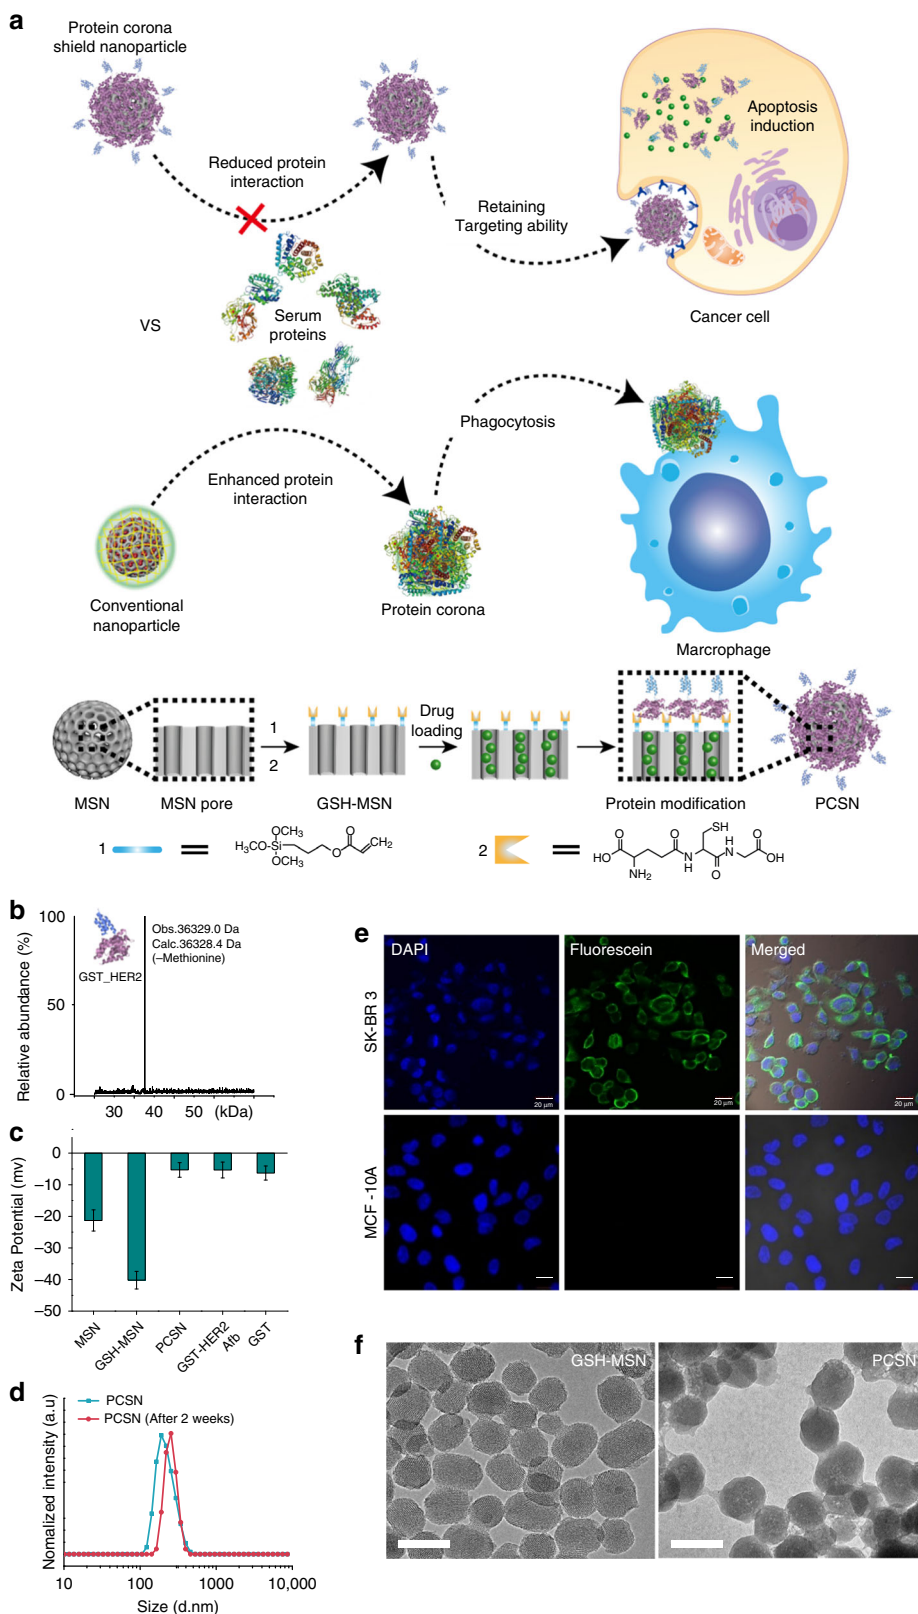 a
Protein corona
shield nanoparticle
Reduced protein
interaction
Retaining
Targeting ability
Apoptosis
induction
Cancer cell
VS
Serum
proteins
Phagocytosis
Enhanced protein
interaction
Conventional
nanoparticle
Protein corona
Marcrophage
1
2
Drug
loading
MSN
MSN pore
GSH-MSN
Protein modification
PCSN
1
OCH3
H3CO
Si
OCH3
O
O
CH2
2
SH
O
O
H
N
HO
N
H
OH
NH2
O
O
b
100
50
0
Relative abundance (%)
GST_HER2
Obs.36329.0 Da
Calc.36328.4 Da
(–Methionine)
30 40 50 (kDa)
c
Zeta Potential (mv)
0
–10
–20
–30
–40
–50
MSN
GSH-MSN
PCSN
GST-HER2
Afb
GST
d
Nomalized intensity (a.u)
PCSN
PCSN (After 2 weeks)
10 100 1000 10,000
Size (d.nm)
e
DAPI
Fluorescein
Merged
SK-BR 3
20 µm
20 µm
20 µm
MCF -10A
f
GSH-MSN
PCSN